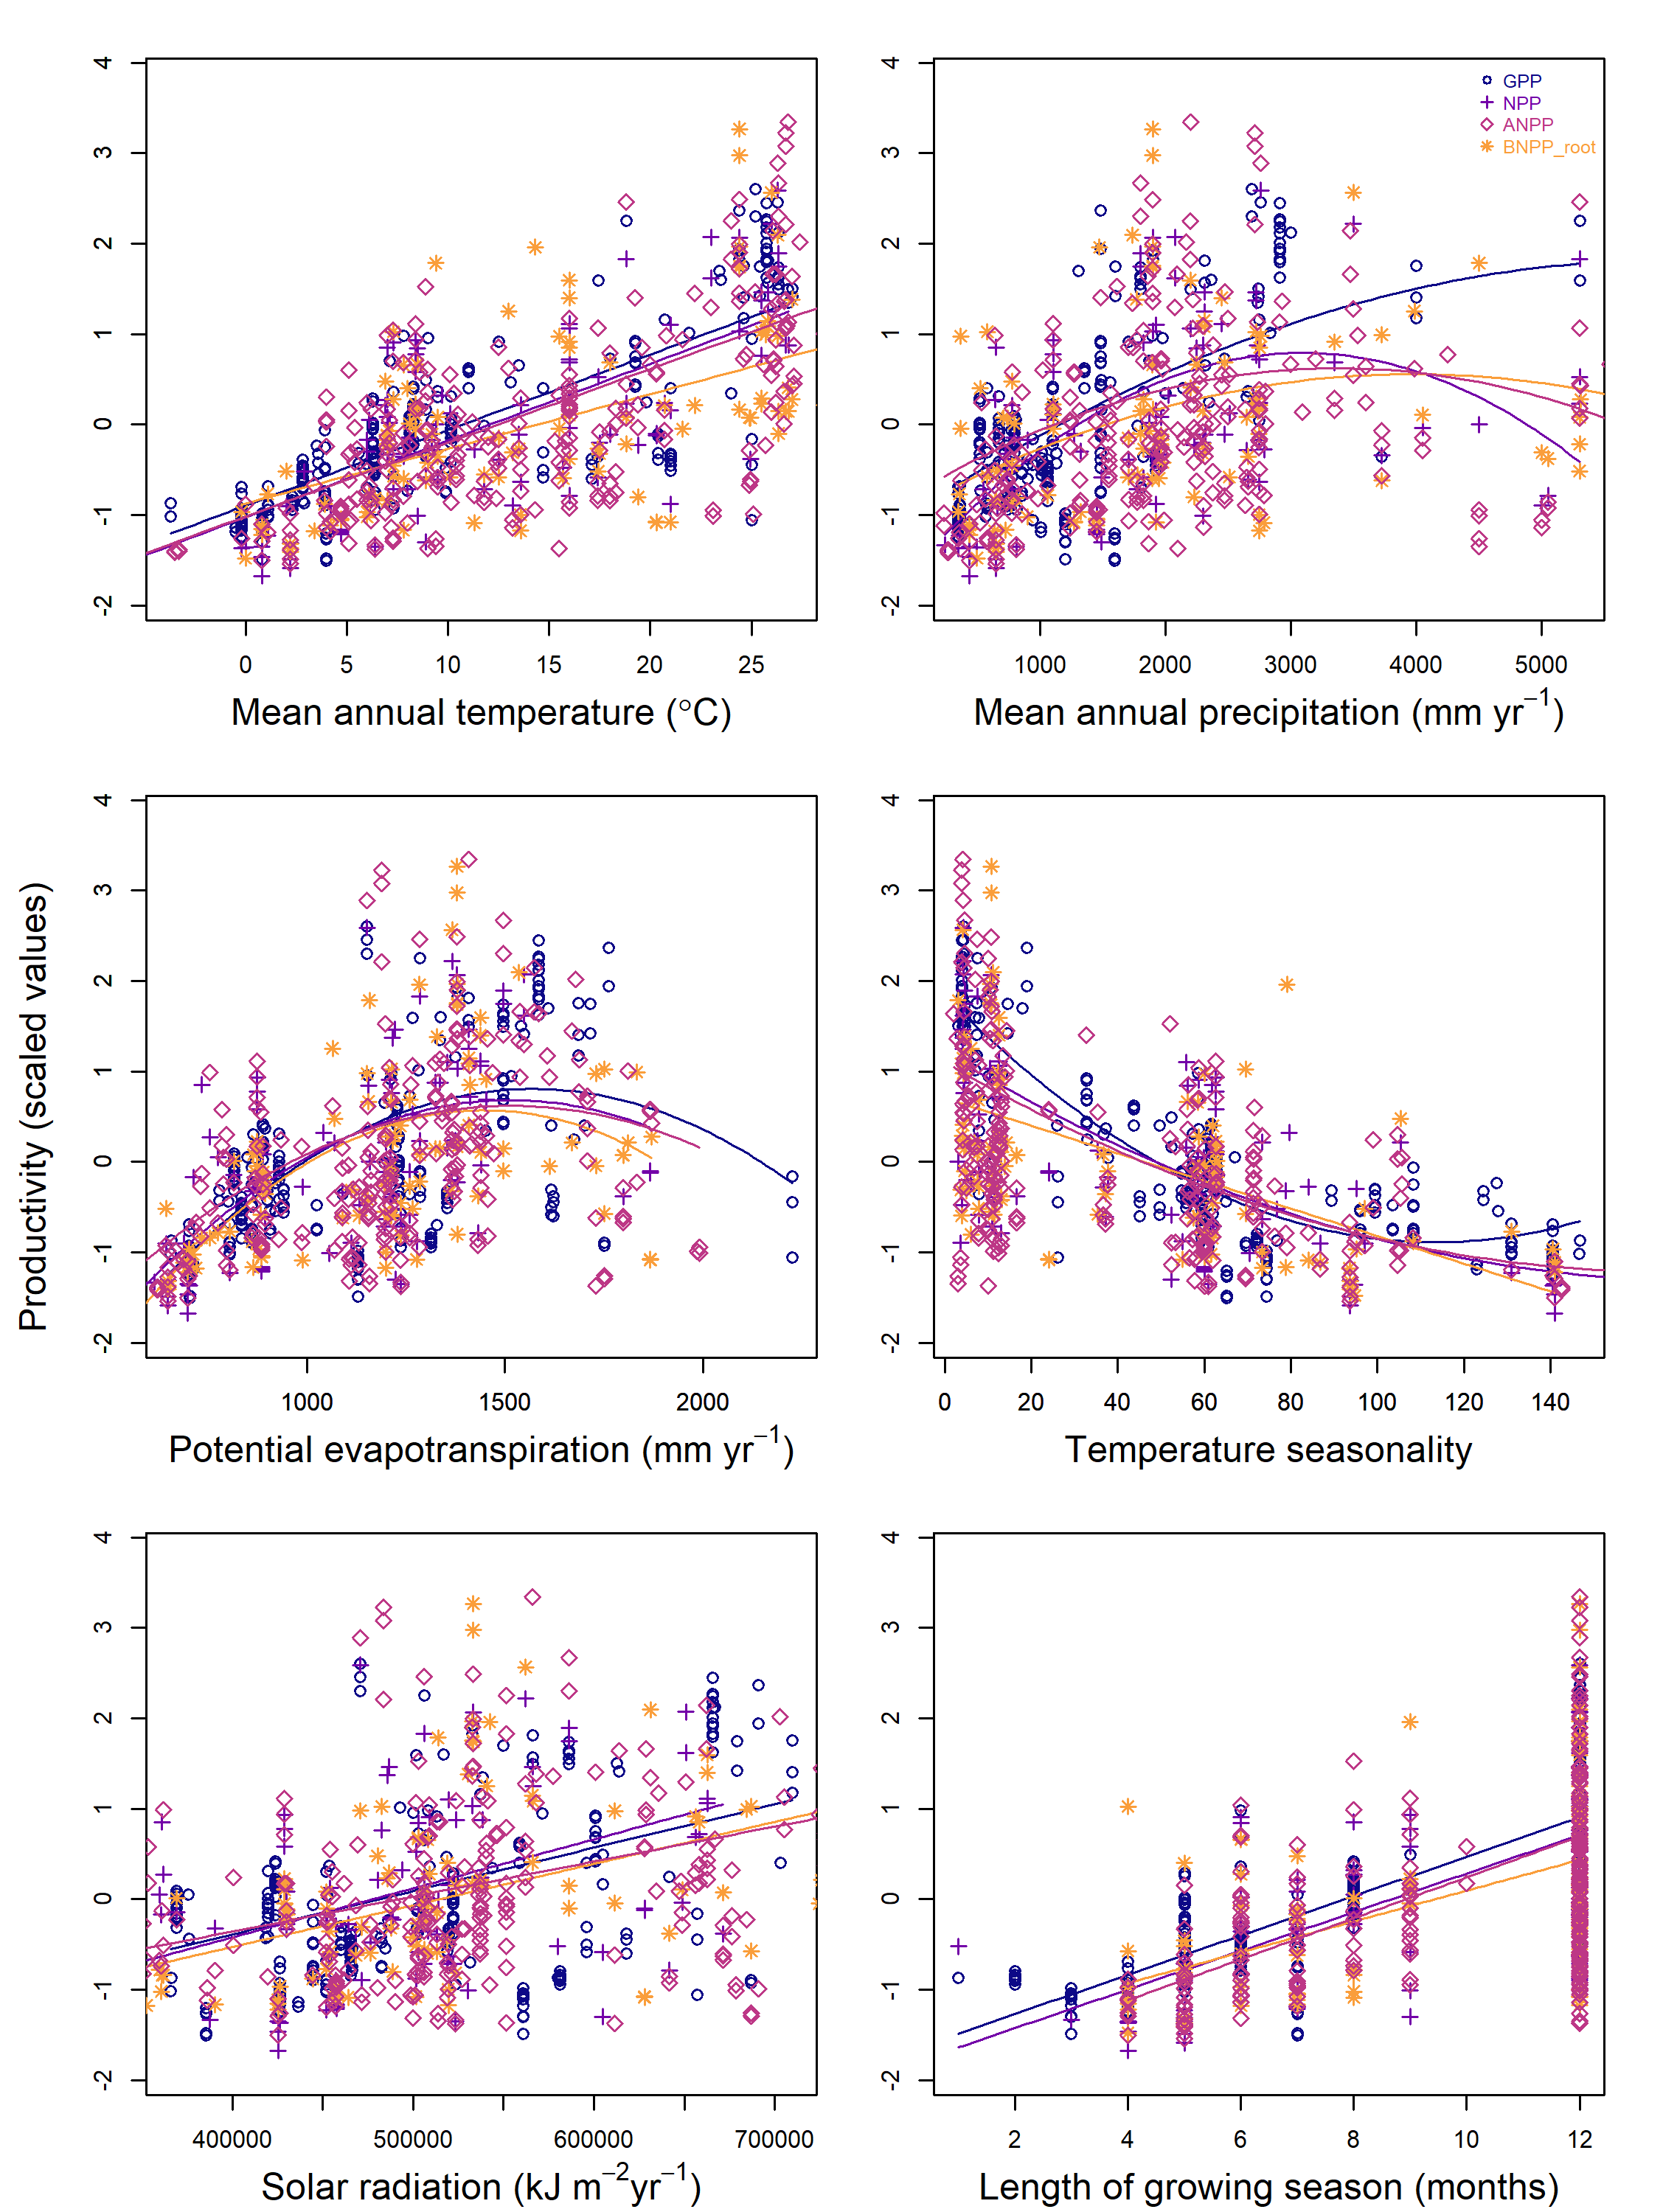 4
3
2
1
0
-1
-2
0 5 10 15 20 25
Mean annual temperature (°C)
4
3
2
1
0
-1
-2
GPP
NPP
ANPP
BNPP_root
1000 2000 3000 4000 5000
Mean annual precipitation (mm yr⁻¹)
Productivity (scaled values)
4
3
2
1
0
-1
-2
1000 1500 2000
Potential evapotranspiration (mm yr⁻¹)
4
3
2
1
0
-1
-2
0 20 40 60 80 100 120 140
Temperature seasonality
4
3
2
1
0
-1
-2
400000 500000 600000 700000
Solar radiation (kJ m⁻²yr⁻¹)
4
3
2
1
0
-1
-2
2 4 6 8 10 12
Length of growing season (months)